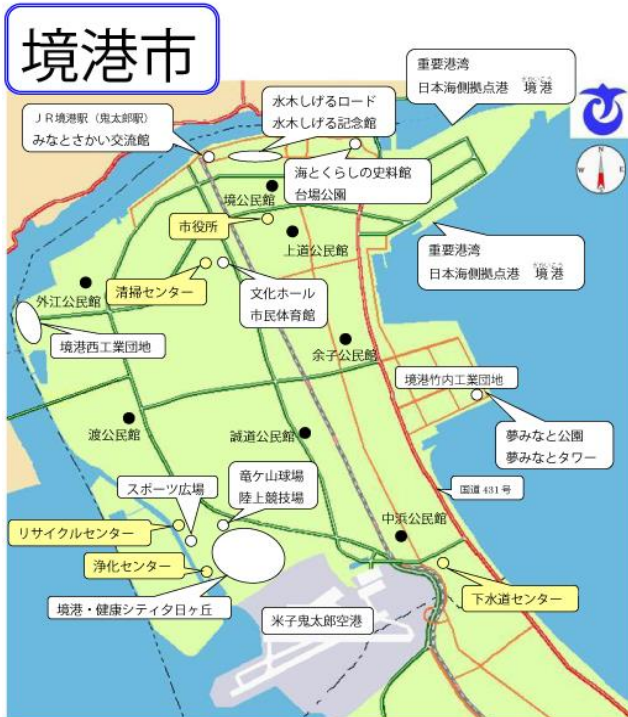 境港市
重要港湾
日本海側拠点港 境港
さかいこう
ＪＲ境港駅（鬼太郎駅）
みなとさかい交流館
水木しげるロード
水木しげる記念館
海とくらしの史料館
台場公園
N
W
E
S
境公民館
市役所
上道公民館
重要港湾
日本海側拠点港 境港
さかいこう
清掃センター
文化ホール
市民体育館
外江公民館
境港西工業団地
余子公民館
境港竹内工業団地
夢みなと公園
夢みなとタワー
渡公民館
誠道公民館
竜ケ山球場
陸上競技場
スポーツ広場
国道431号
リサイクルセンター
中浜公民館
浄化センター
下水道センター
境港・健康シティ夕日ヶ丘
米子鬼太郎空港